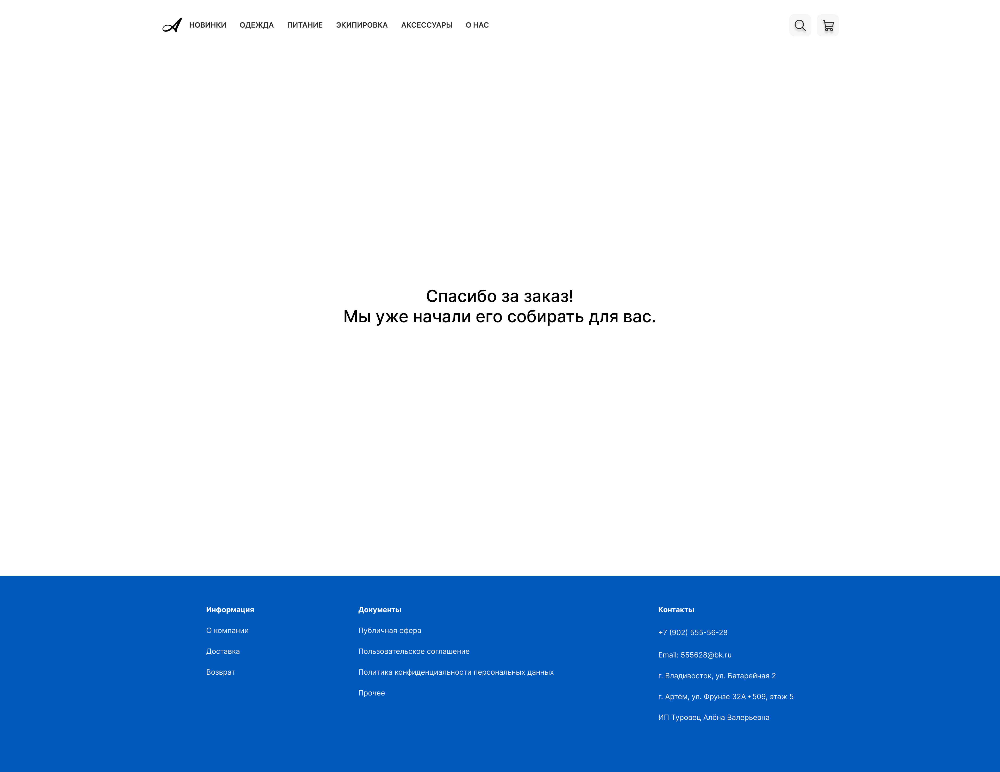 A
НОВИНКИ ОДЕЖДА ПИТАНИЕ ЭКИПИРОВКА АКСЕССУАРЫ О НАС
Спасибо за заказ!
Мы уже начали его собирать для вас.
Информация
О компании
Доставка
Возврат
Документы
Публичная офера
Пользовательское соглашение
Политика конфиденциальности персональных данных
Прочее
Контакты
+7 (902) 555-56-28
Email: 555628@bk.ru
г. Владивосток, ул. Батарейная 2
г. Артём, ул. Фрунзе 32А • 509, этаж 5
ИП Туровец Алёна Валерьевна